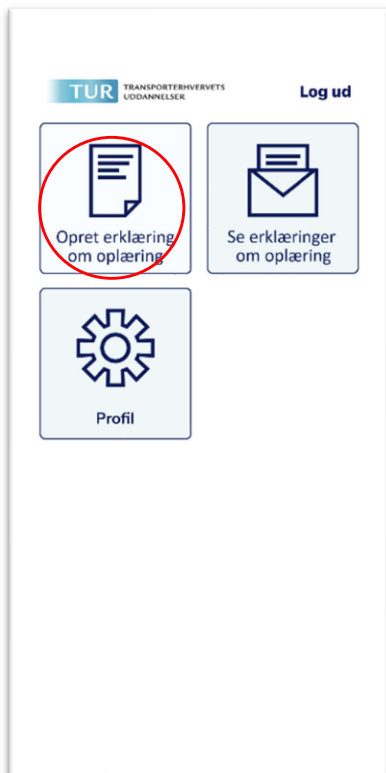 TUR
TRANSPORTERHVERVETS
UDDANNELSER
Log ud
Opret erklæring
om oplæring
Se erklæringer
om oplæring
Profil